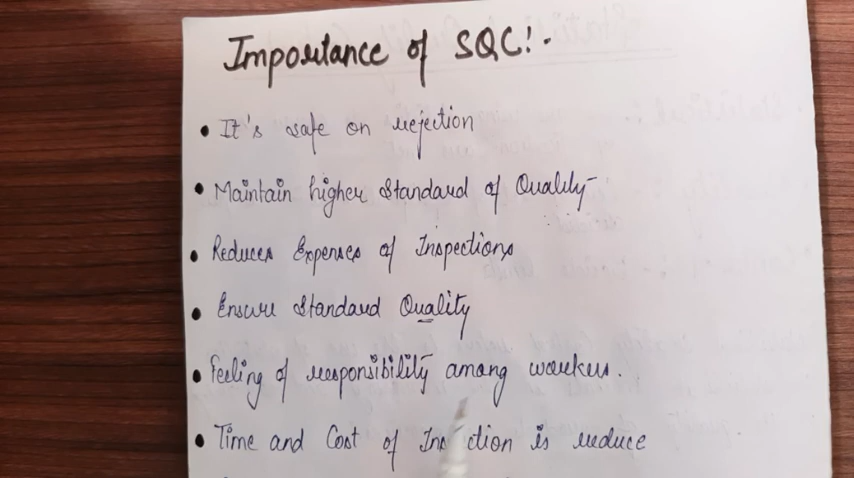 Importance of SQC:-
• It's safe on rejection
• Maintain higher Standard of Quality
• Reduces Expenses of Inspections
• Ensure Standard Quality
• Feeling of responsibility among workers.
• Time and Cost of is reduce